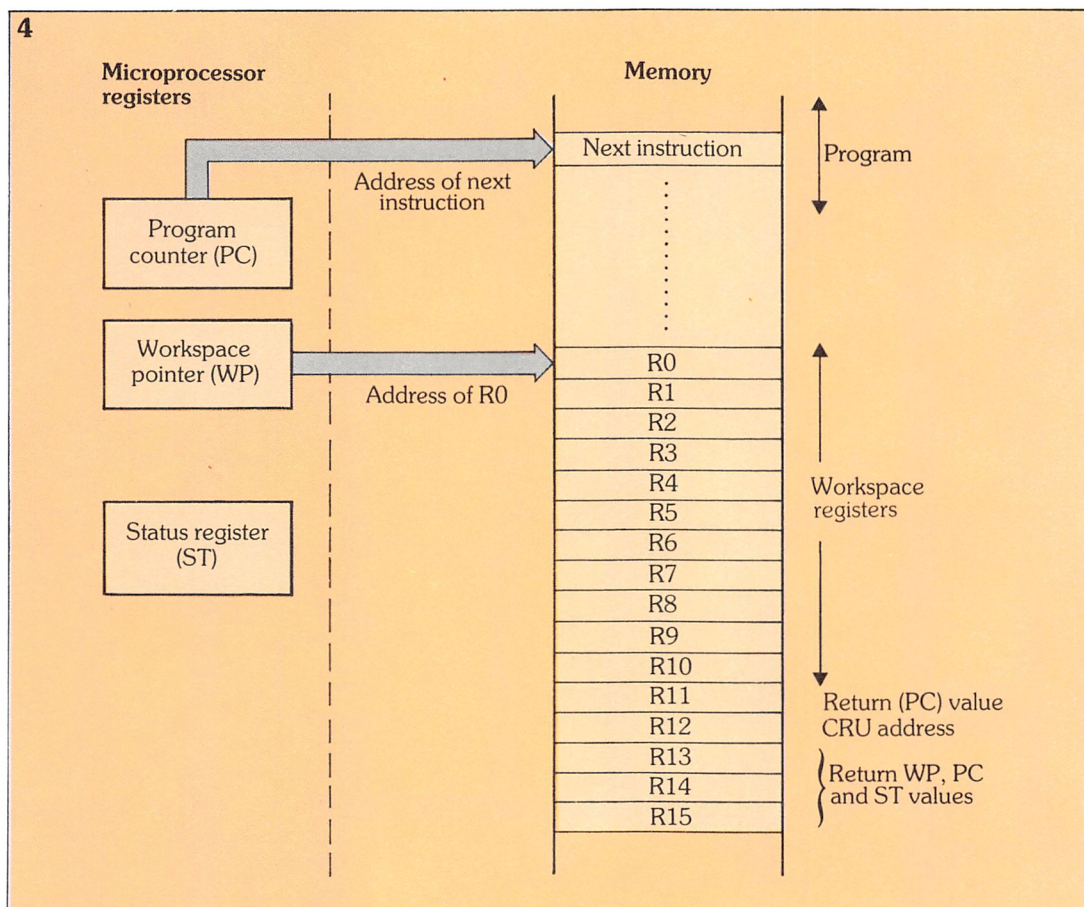 4
Microprocessor
registers
Memory
Next instruction
Program
Address of next
instruction
Program
counter (PC)
Workspace
pointer (WP)
Address of R0
R0
R1
R2
R3
R4
R5
R6
R7
R8
R9
R10
R11
R12
R13
R14
R15
Workspace
registers
Status register
(ST)
Return (PC) value
CRU address
Return WP, PC
and ST values